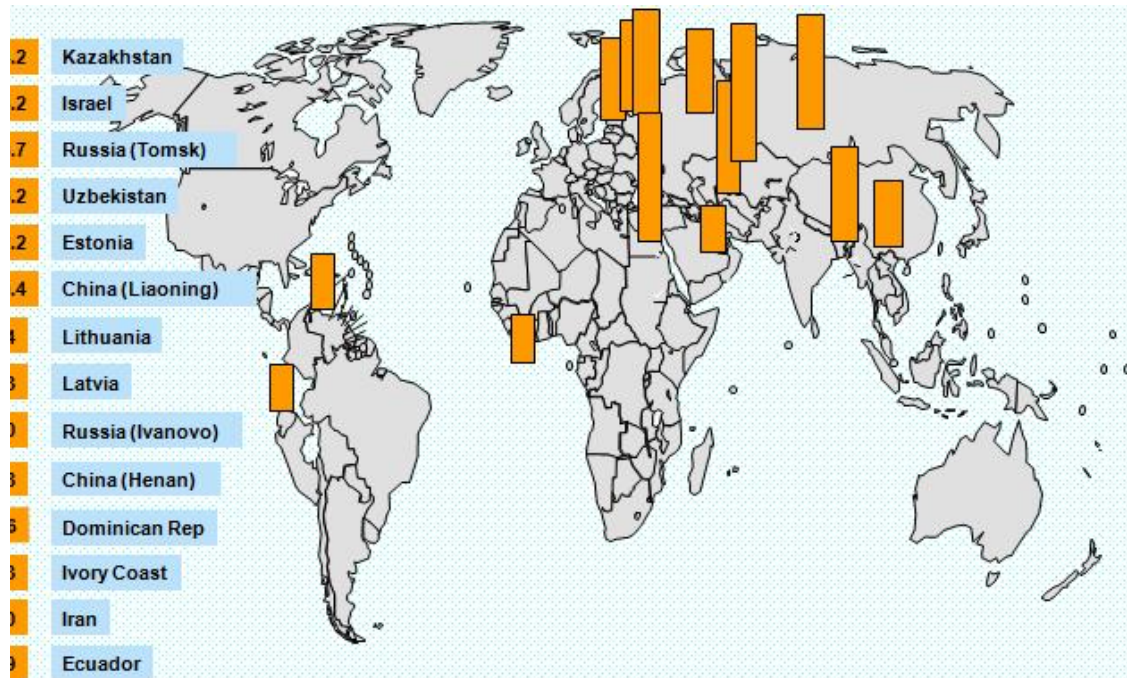 .2 Kazakhstan
.2 Israel
.7 Russia (Tomsk)
.2 Uzbekistan
.2 Estonia
.4 China (Liaoning)
Lithuania
Latvia
Russia (Ivanovo)
China (Henan)
Dominican Rep
Ivory Coast
Iran
Ecuador